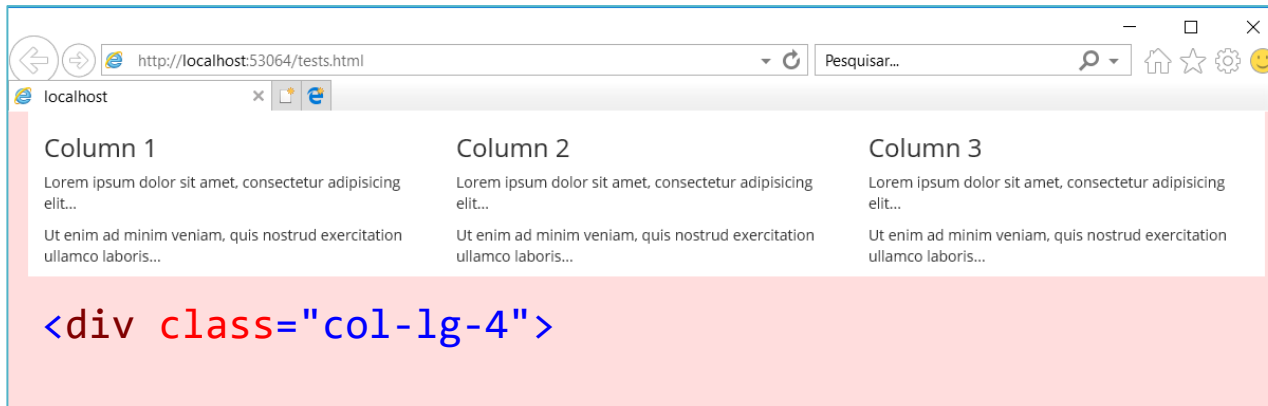 http://localhost:53064/tests.html
Pesquisar...
localhost
Column 1
Lorem ipsum dolor sit amet, consectetur adipisicing
elit...
Ut enim ad minim veniam, quis nostrud exercitation
ullamco laboris...
Column 2
Lorem ipsum dolor sit amet, consectetur adipisicing
elit...
Ut enim ad minim veniam, quis nostrud exercitation
ullamco laboris...
Column 3
Lorem ipsum dolor sit amet, consectetur adipisicing
elit...
Ut enim ad minim veniam, quis nostrud exercitation
ullamco laboris...
<div class="col-lg-4">